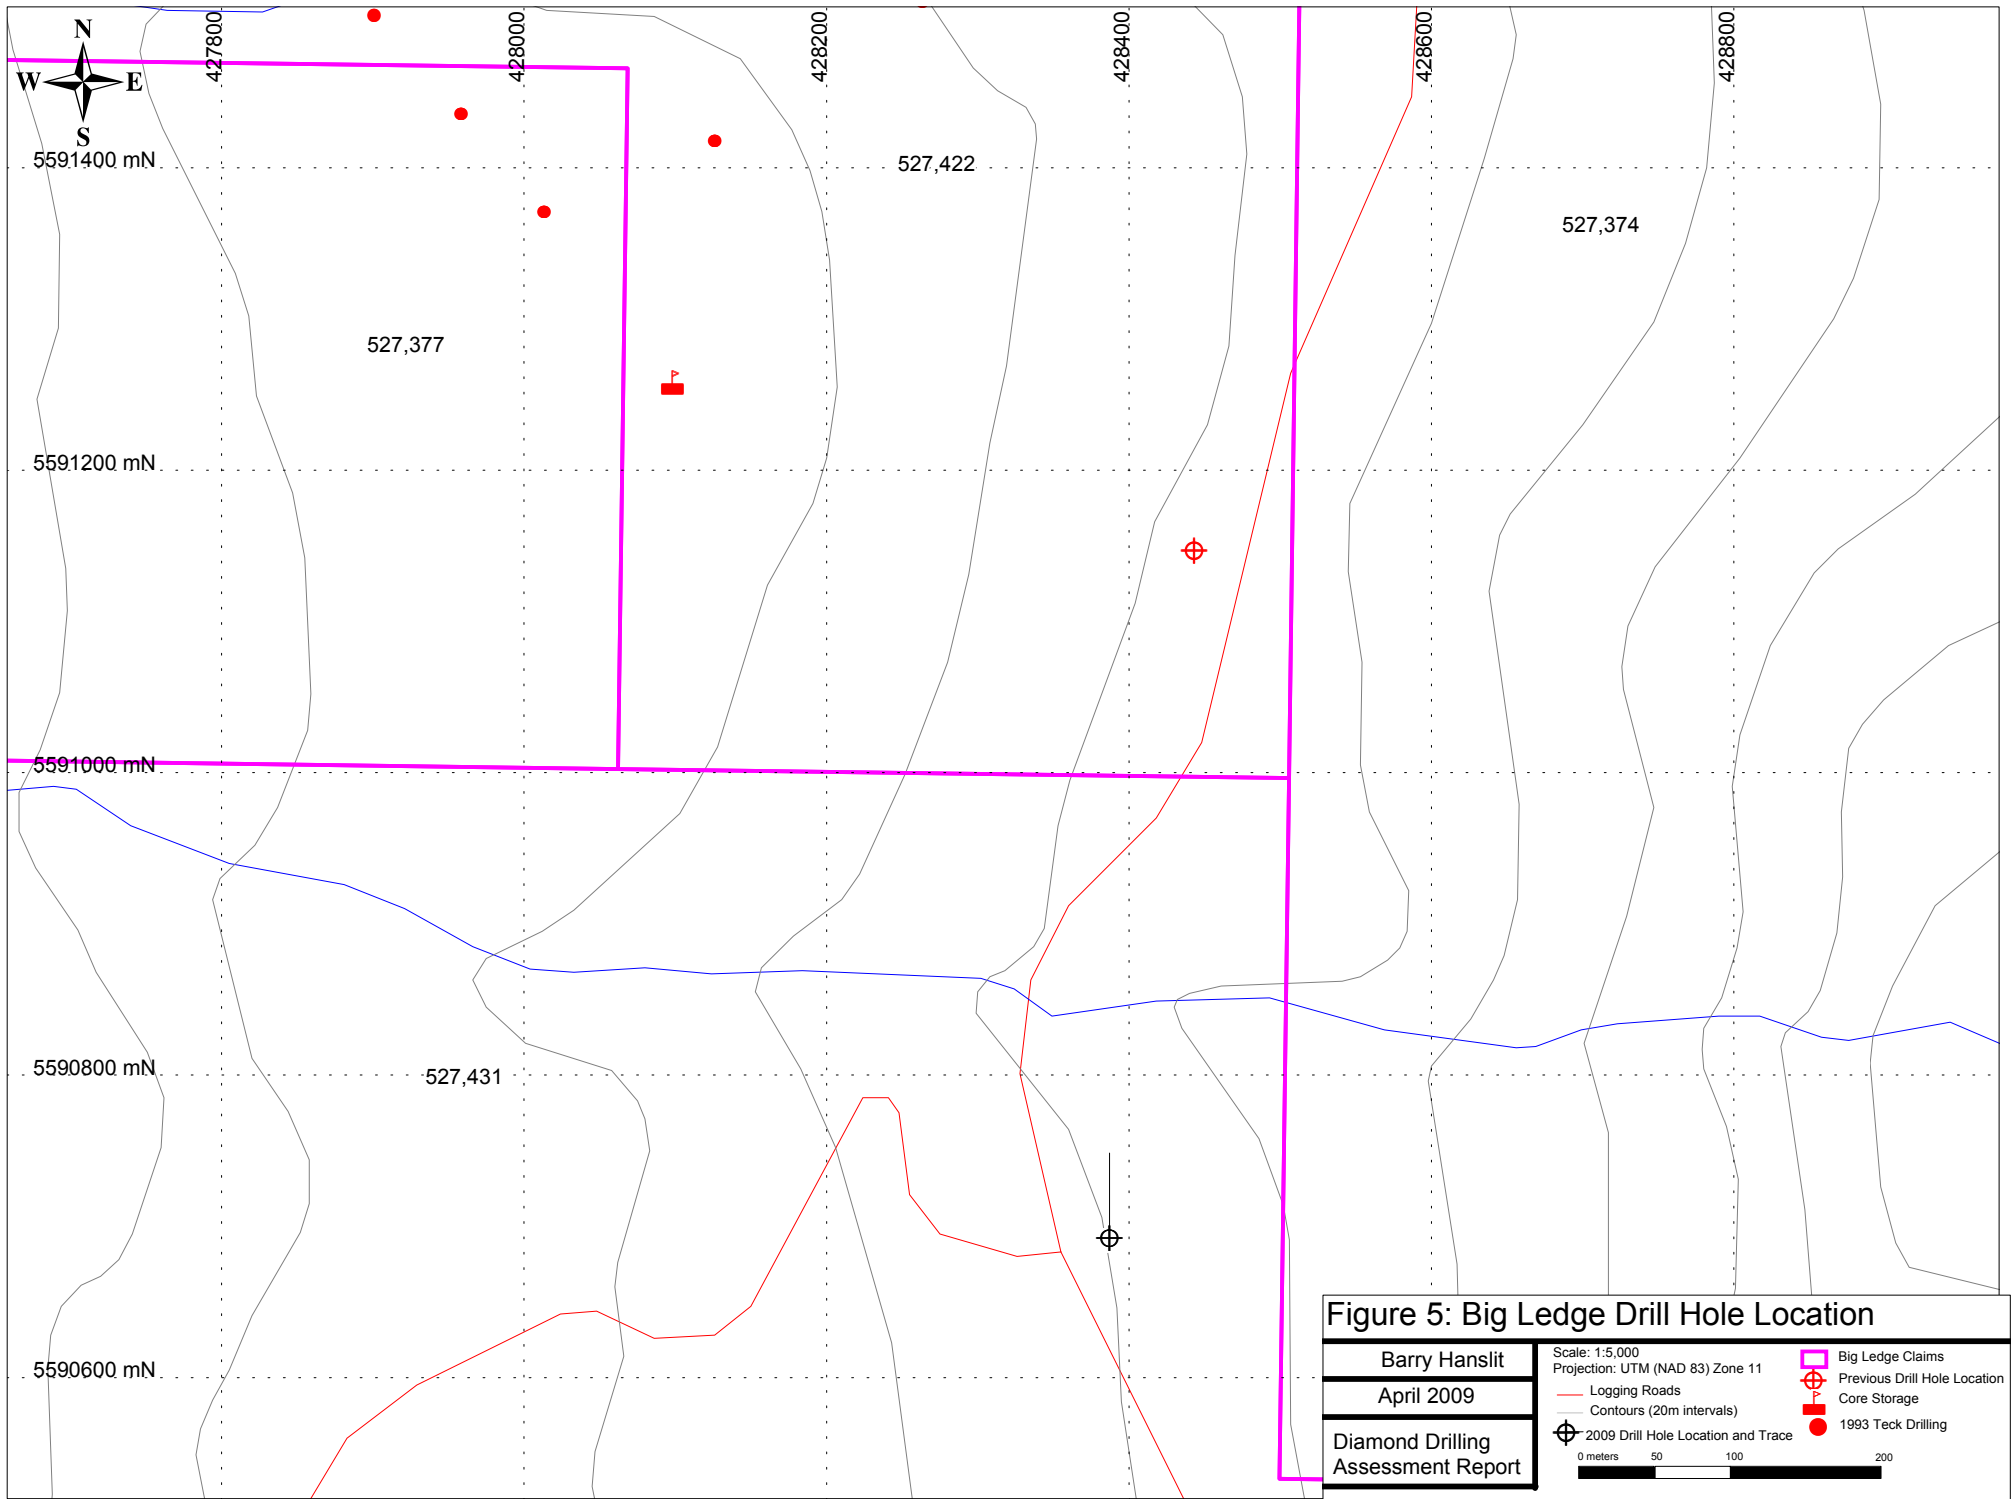 N
W E
S
427800
428000
428200
428400
428600
428800
5591400 mN
5591200 mN
5591000 mN
5590800 mN
5590600 mN
527,422
527,374
527,377
527,431
Figure 5: Big Ledge Drill Hole Location
Barry Hanslit
April 2009
Diamond Drilling
Assessment Report
Scale: 1:5,000
Projection: UTM (NAD 83) Zone 11
Logging Roads
Contours (20m intervals)
2009 Drill Hole Location and Trace
Big Ledge Claims
Previous Drill Hole Location
Core Storage
1993 Teck Drilling
0 meters 50 100 200